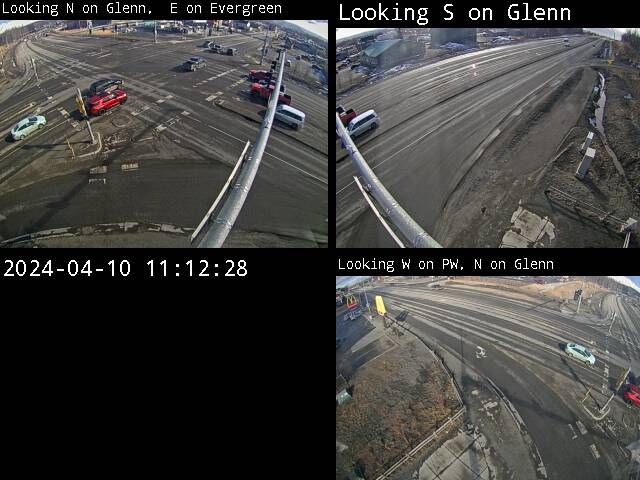 Looking N on Glenn,  E on Evergreen
Looking S on Glenn
2024-04-10 11:12:28
Looking W on PW, N on Glenn